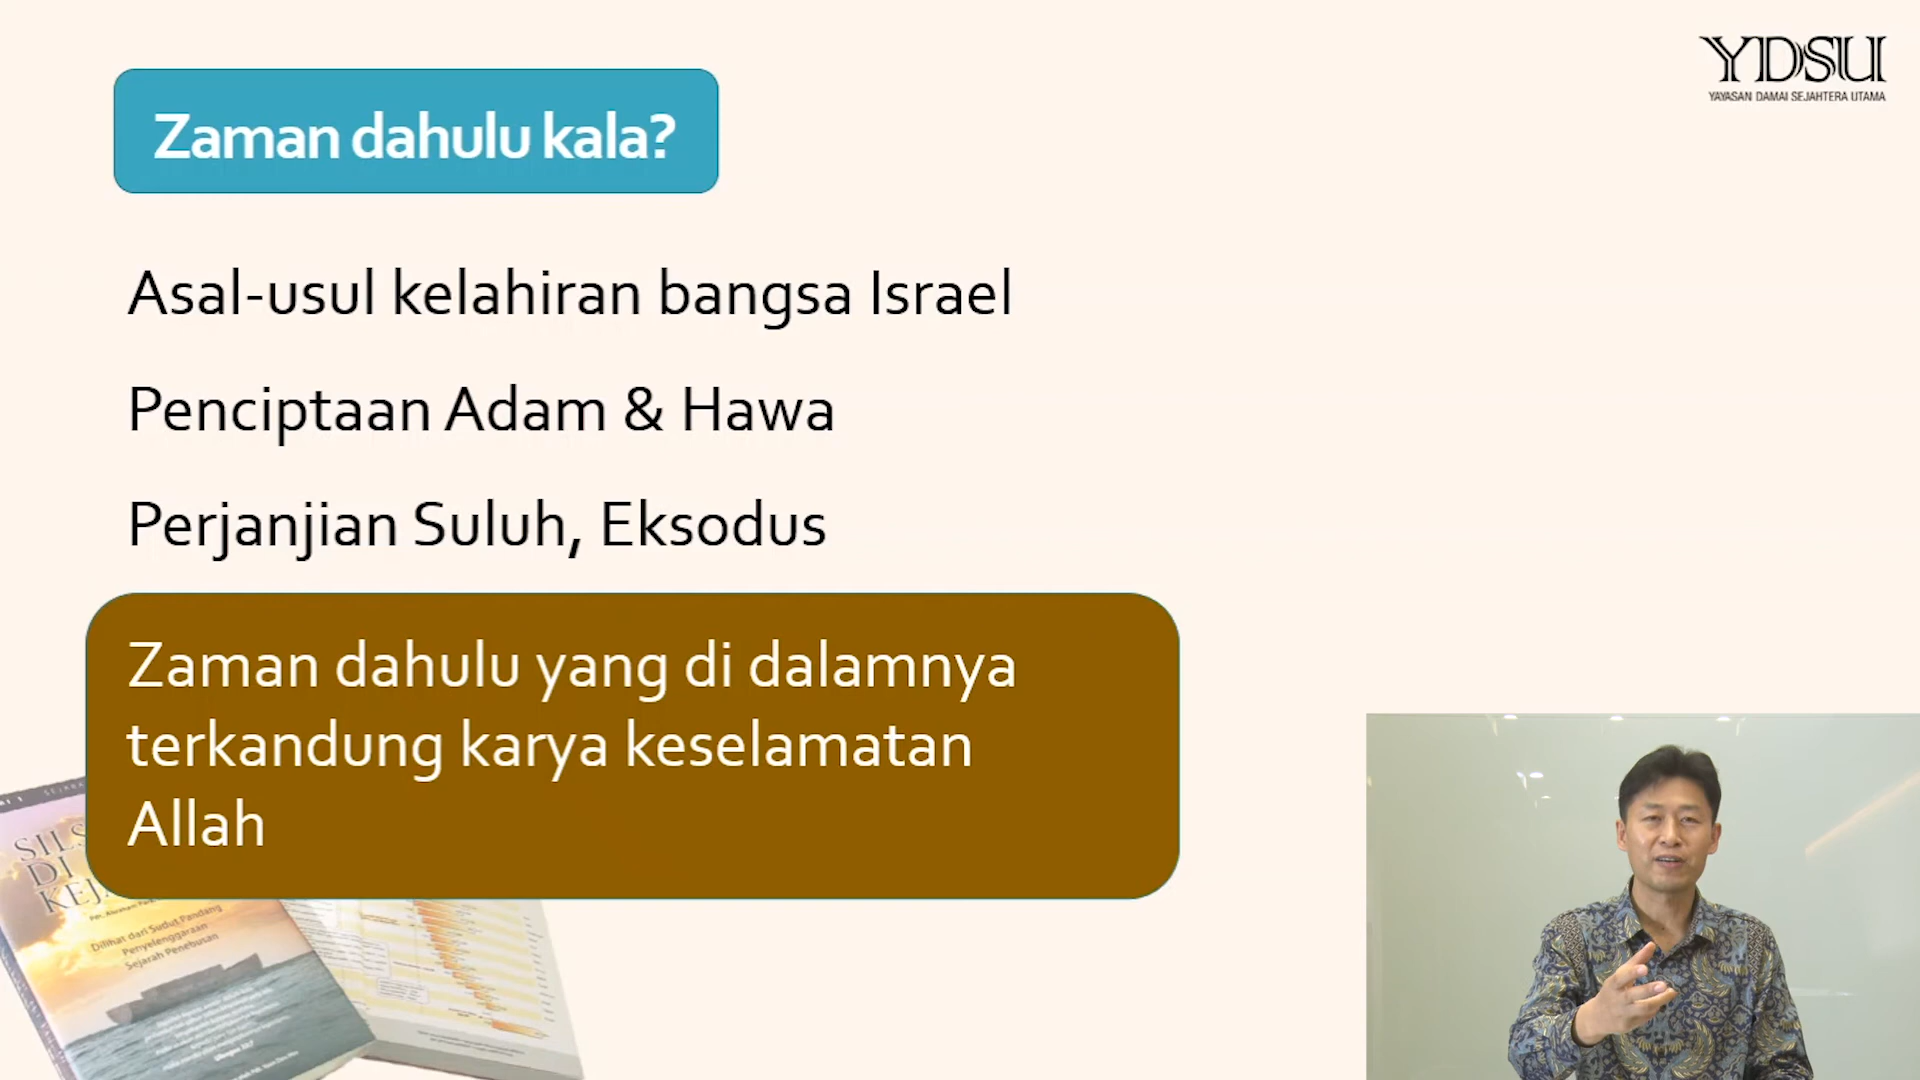 YDSU
YAYASAN DAMAI SEJAHTERA UTAMA
Zaman dahulu kala?
Asal-usul kelahiran bangsa Israel
Penciptaan Adam & Hawa
Perjanjian Suluh, Eksodus
Zaman dahulu yang di dalamnya
terkandung karya keselamatan
Allah
DI
Dilihat dari Sudut Pandang
Penyelenggaraan
Sejarah Penebusan